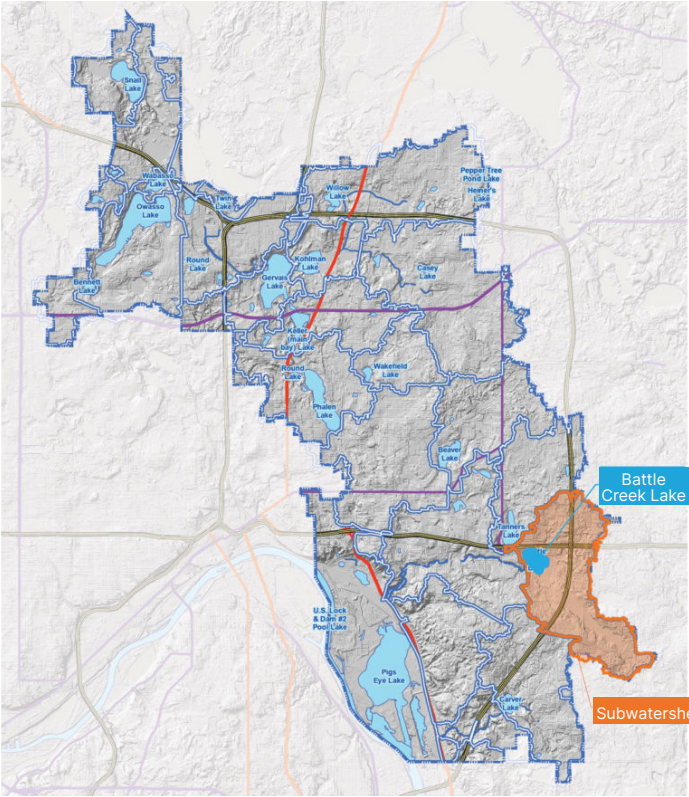 Snail
Lake
Wabasso
Lake
Owasso
Lake
Twin
Lake
Willow
Lake
Pepper Tree
Pond Lake
Heiner's
Lake
Bennett
Lake
Round
Lake
Kohlman
Lake
Gervais
Lake
Casey
Lake
Keller
(main
bay) Lake
Round
Lake
Wakefield
Lake
Phalen
Lake
Beaver
Lake
Battle
Creek Lake
Tanners
Lake
U.S. Lock
& Dam #2
Pool Lake
Pigs
Eye Lake
Carver
Lake
Subwatershe